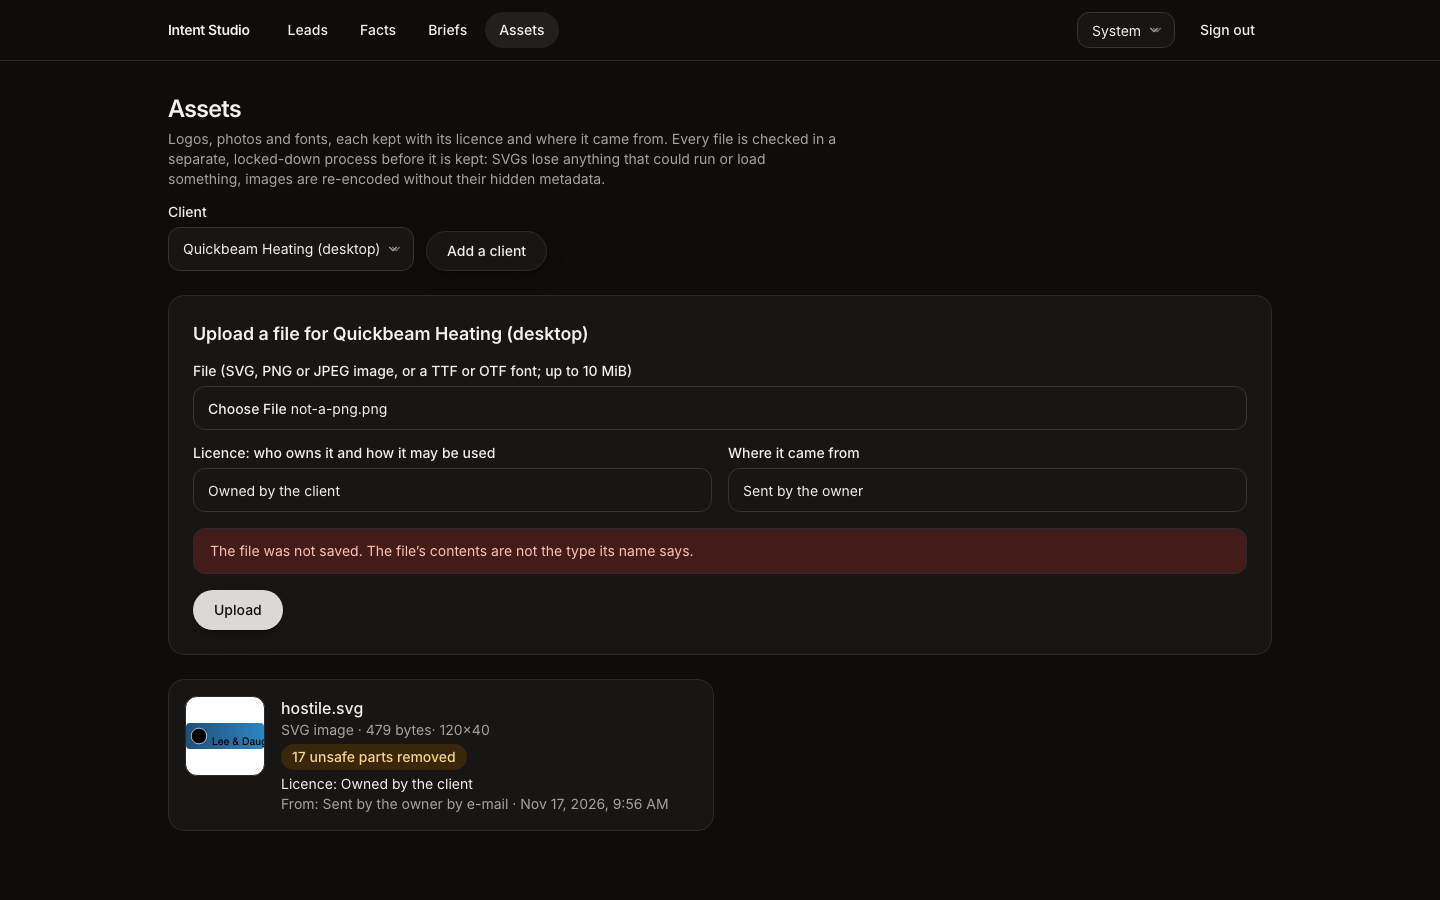 Intent Studio
Leads
Facts
Briefs
Assets
System
Sign out
Assets
Logos, photos and fonts, each kept with its licence and where it came from. Every file is checked in a
separate, locked-down process before it is kept: SVGs lose anything that could run or load
something, images are re-encoded without their hidden metadata.
Client
Quickbeam Heating (desktop)
Add a client
Upload a file for Quickbeam Heating (desktop)
File (SVG, PNG or JPEG image, or a TTF or OTF font; up to 10 MiB)
Choose File not-a-png.png
Licence: who owns it and how it may be used
Where it came from
Owned by the client
Sent by the owner
The file was not saved. The file’s contents are not the type its name says.
Upload
Lee & Daug
hostile.svg
SVG image · 479 bytes· 120×40
17 unsafe parts removed
Licence: Owned by the client
From: Sent by the owner by e-mail · Nov 17, 2026, 9:56 AM